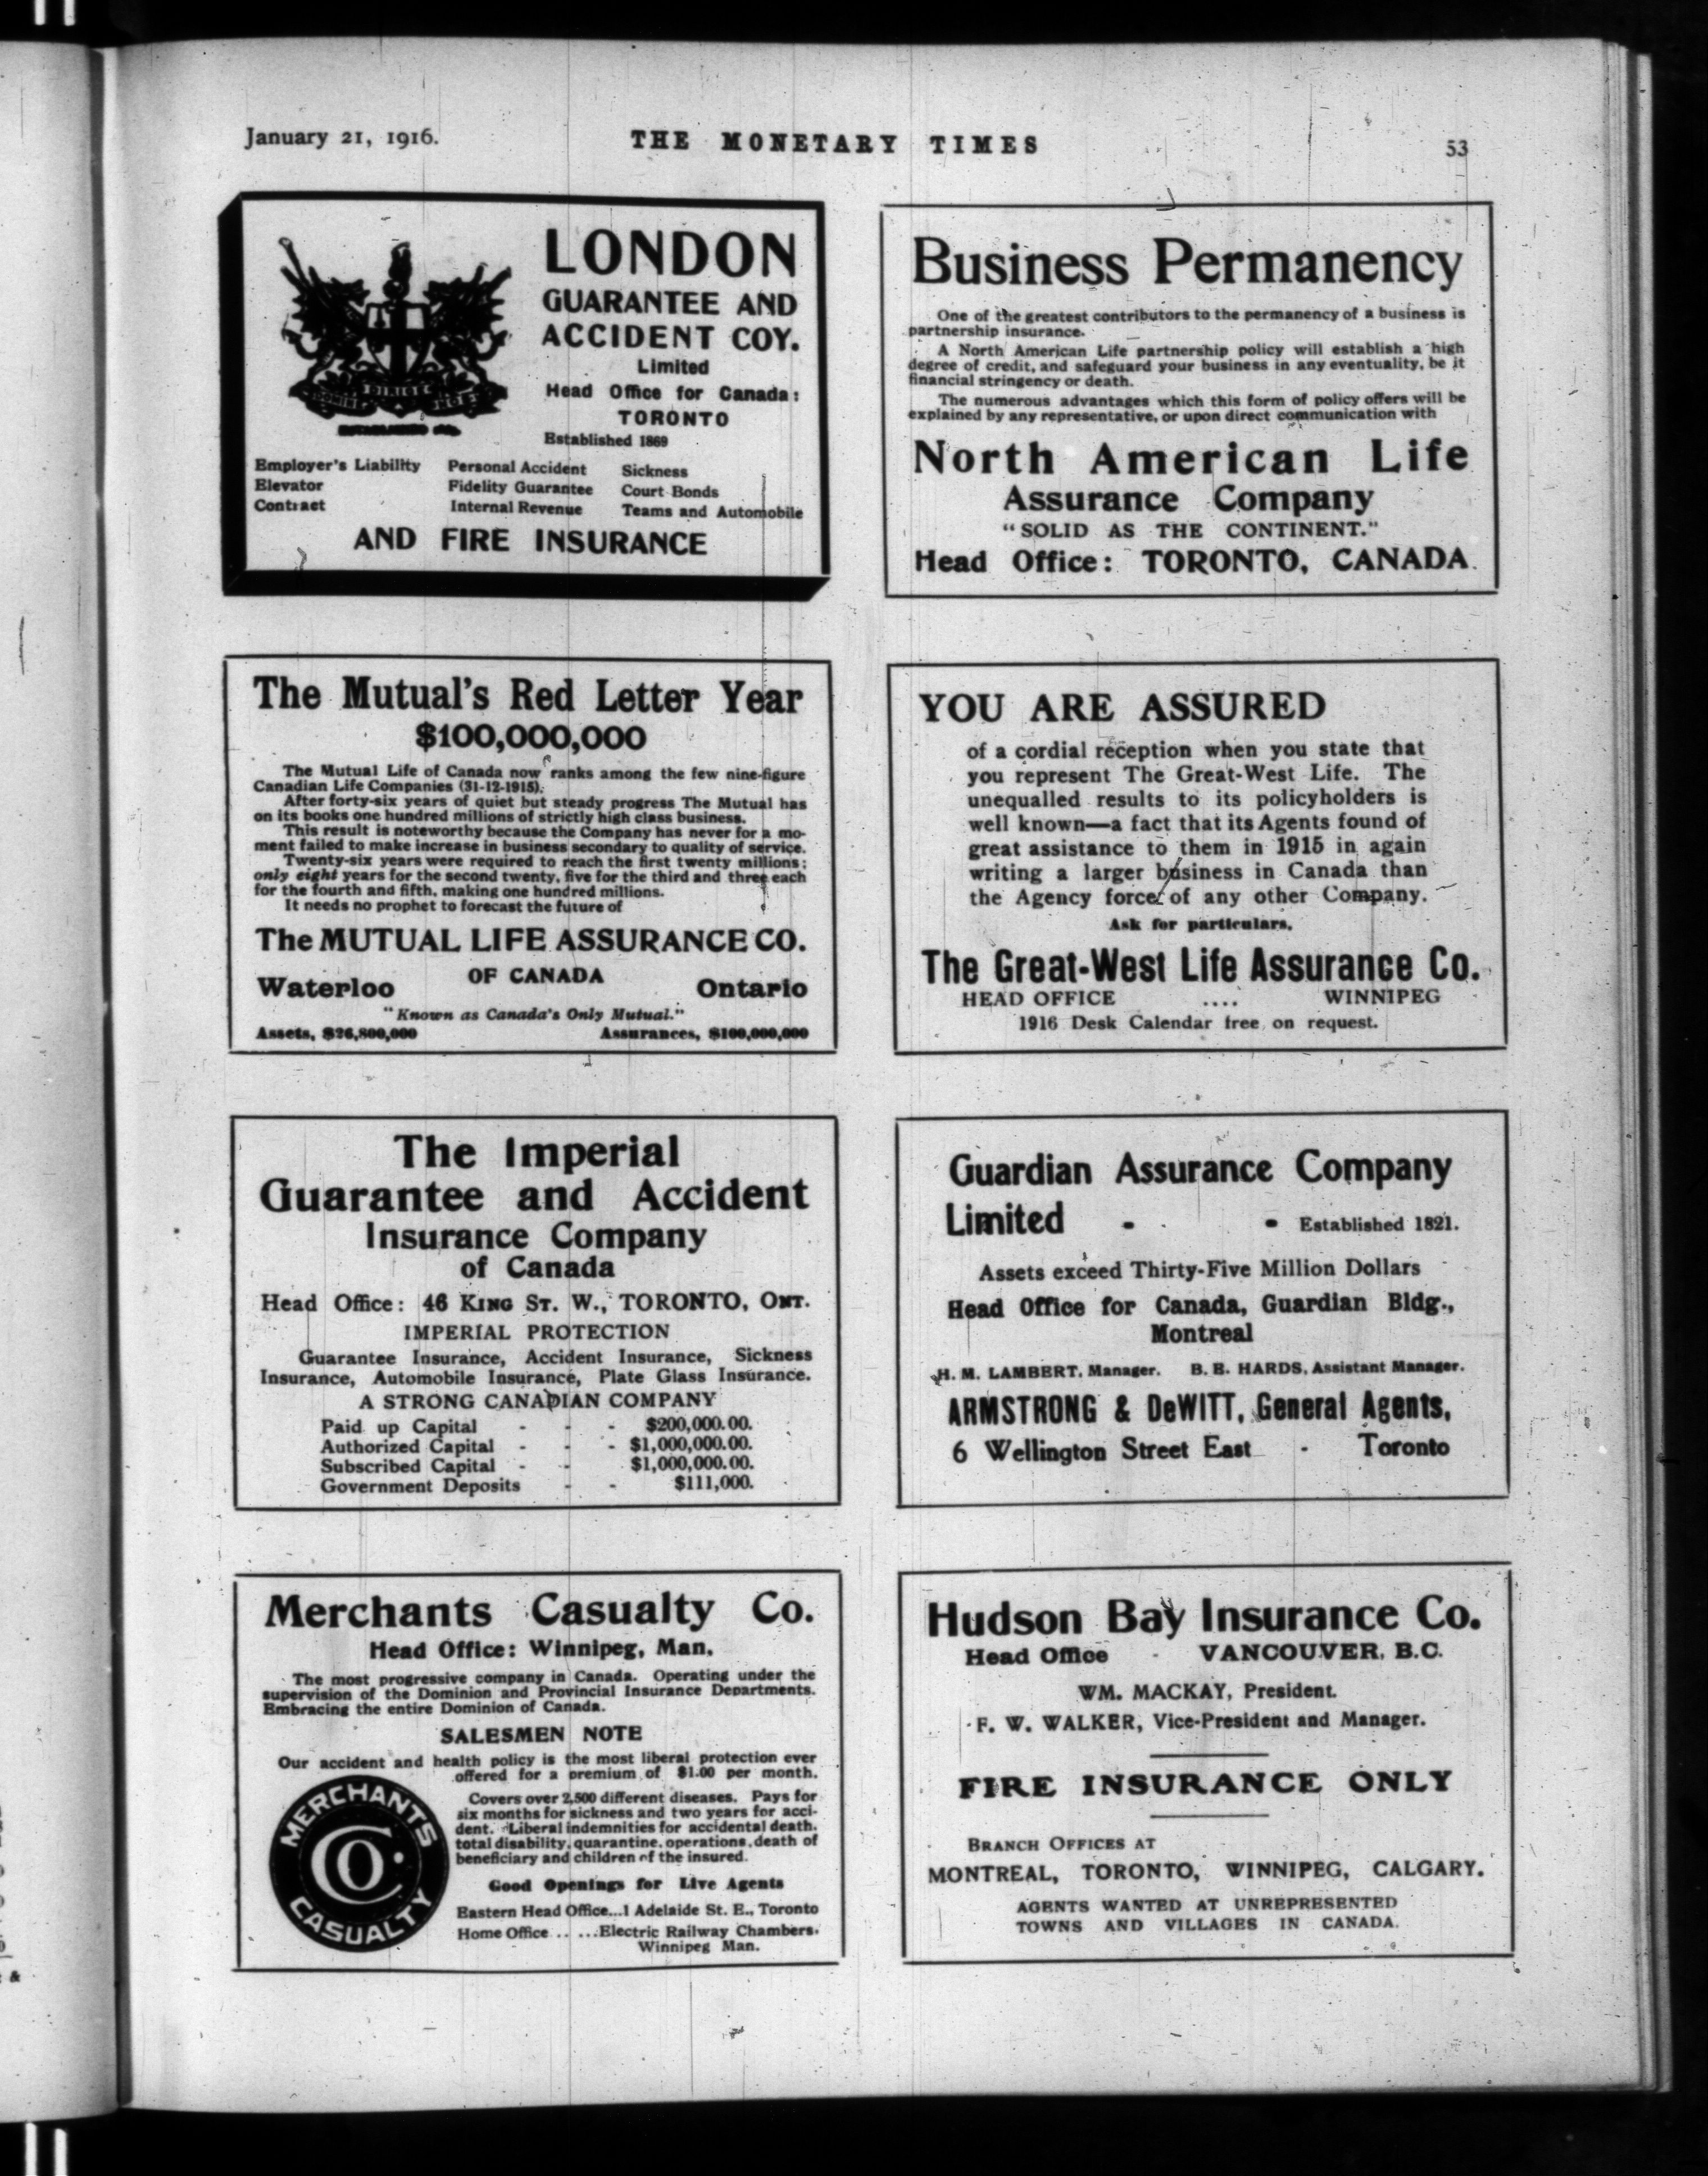 January 21, 1916.
THE MONETARY TIMES
53
LONDON
GUARANTEE AND
ACCIDENT COY.
Limited
Head Office for Canada:
TORONTO
Established 1869
Employer's Liability Personal Accident Sickness
Elevator Fidelity Guarantee Court Bonds
Contract Internal Revenue Teams and Automobile
AND FIRE INSURANCE
Business Permanency
One of the greatest contributors to the permanency of a business is
partnership insurance.
A North American Life partnership policy will establish a high
degree of credit, and safeguard your business in any eventuality, be it
financial stringency or death.
The numerous advantages which this form of policy offers will be
explained by any representative, or upon direct communication with
North American Life
Assurance Company
"SOLID AS THE CONTINENT."
Head Office: TORONTO, CANADA
The Mutual's Red Letter Year
$100,000,000
The Mutual Life of Canada now ranks among the few nine-figure
Canadian Life Companies (31-12-1915).
After forty-six years of quiet but steady progress The Mutual has
on its books one hundred millions of strictly high class business.
This result is noteworthy because the Company has never for a mo-
ment failed to make increase in business secondary to quality of service.
Twenty-six years were required to reach the first twenty millions;
only eight years for the second twenty, five for the third and three each
for the fourth and fifth, making one hundred millions.
It needs no prophet to forecast the future of
The MUTUAL LIFE ASSURANCE CO.
OF CANADA
Waterloo Ontario
"Known as Canada's Only Mutual."
Assets, $26,800,000 Assurances, $100,000,000
YOU ARE ASSURED
of a cordial reception when you state that
you represent The Great-West Life. The
unequalled results to its policyholders is
well known—a fact that its Agents found of
great assistance to them in 1915 in again
writing a larger business in Canada than
the Agency force of any other Company.
Ask for particulars.
The Great-West Life Assurance Co.
HEAD OFFICE .... WINNIPEG
1916 Desk Calendar free on request.
The Imperial
Guarantee and Accident
Insurance Company
of Canada
Head Office: 46 KING ST. W., TORONTO, ONT.
IMPERIAL PROTECTION
Guarantee Insurance, Accident Insurance, Sickness
Insurance, Automobile Insurance, Plate Glass Insurance.
A STRONG CANADIAN COMPANY
Paid up Capital - - - $200,000.00.
Authorized Capital - - - $1,000,000.00.
Subscribed Capital - - $1,000,000.00.
Government Deposits - - $111,000.
Guardian Assurance Company
Limited - - Established 1821.
Assets exceed Thirty-Five Million Dollars
Head Office for Canada, Guardian Bldg.,
Montreal
H. M. LAMBERT, Manager. B. E. HARDS, Assistant Manager.
ARMSTRONG & DeWITT, General Agents,
6 Wellington Street East - Toronto
Merchants Casualty Co.
Head Office: Winnipeg, Man.
The most progressive company in Canada. Operating under the
supervision of the Dominion and Provincial Insurance Departments.
Embracing the entire Dominion of Canada.
SALESMEN NOTE
Our accident and health policy is the most liberal protection ever
offered for a premium of $1.00 per month.
Covers over 2,500 different diseases. Pays for
six months for sickness and two years for acci-
dent. Liberal indemnities for accidental death,
total disability, quarantine, operations, death of
beneficiary and children of the insured.
Good Openings for Live Agents
Eastern Head Office...1 Adelaide St. E., Toronto
Home Office .. ...Electric Railway Chambers.
Winnipeg Man.
MERCHANTS
Co.
CASUALTY
Hudson Bay Insurance Co.
Head Office - VANCOUVER, B.C.
WM. MACKAY, President.
F. W. WALKER, Vice-President and Manager.
FIRE INSURANCE ONLY
BRANCH OFFICES AT
MONTREAL, TORONTO, WINNIPEG, CALGARY.
AGENTS WANTED AT UNREPRESENTED
TOWNS AND VILLAGES IN CANADA.